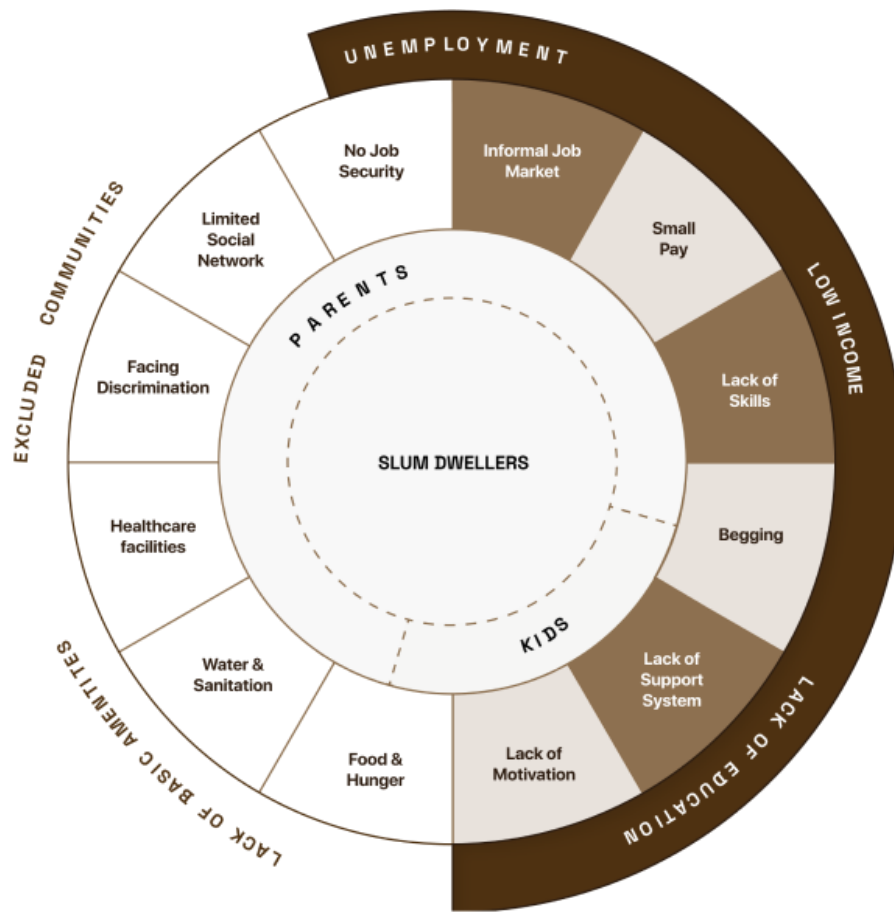 UNEMPLOYMENT
LOW INCOME
LACK OF EDUCATION
LACK OF BASIC AMENTITES
EXCLUDED COMMUNITIES
No Job
Security
Informal Job
Market
Small
Pay
Lack of
Skills
Begging
Lack of
Support
System
Lack of
Motivation
Food &
Hunger
Water &
Sanitation
Healthcare
facilities
Facing
Discrimination
Limited
Social
Network
PARENTS
SLUM DWELLERS
KIDS